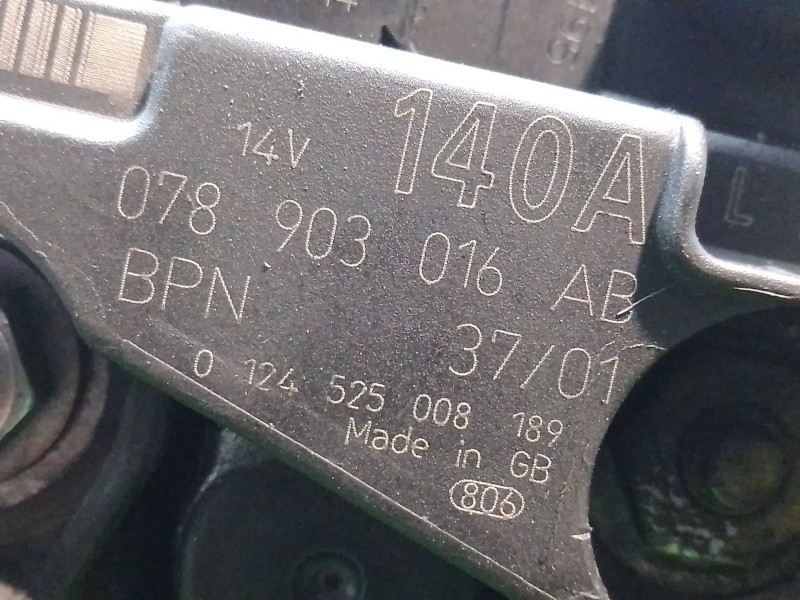 14V 140A
L
078 903 016 AB
BPN 37/01
0 124 525 008 189
Made in GB
806